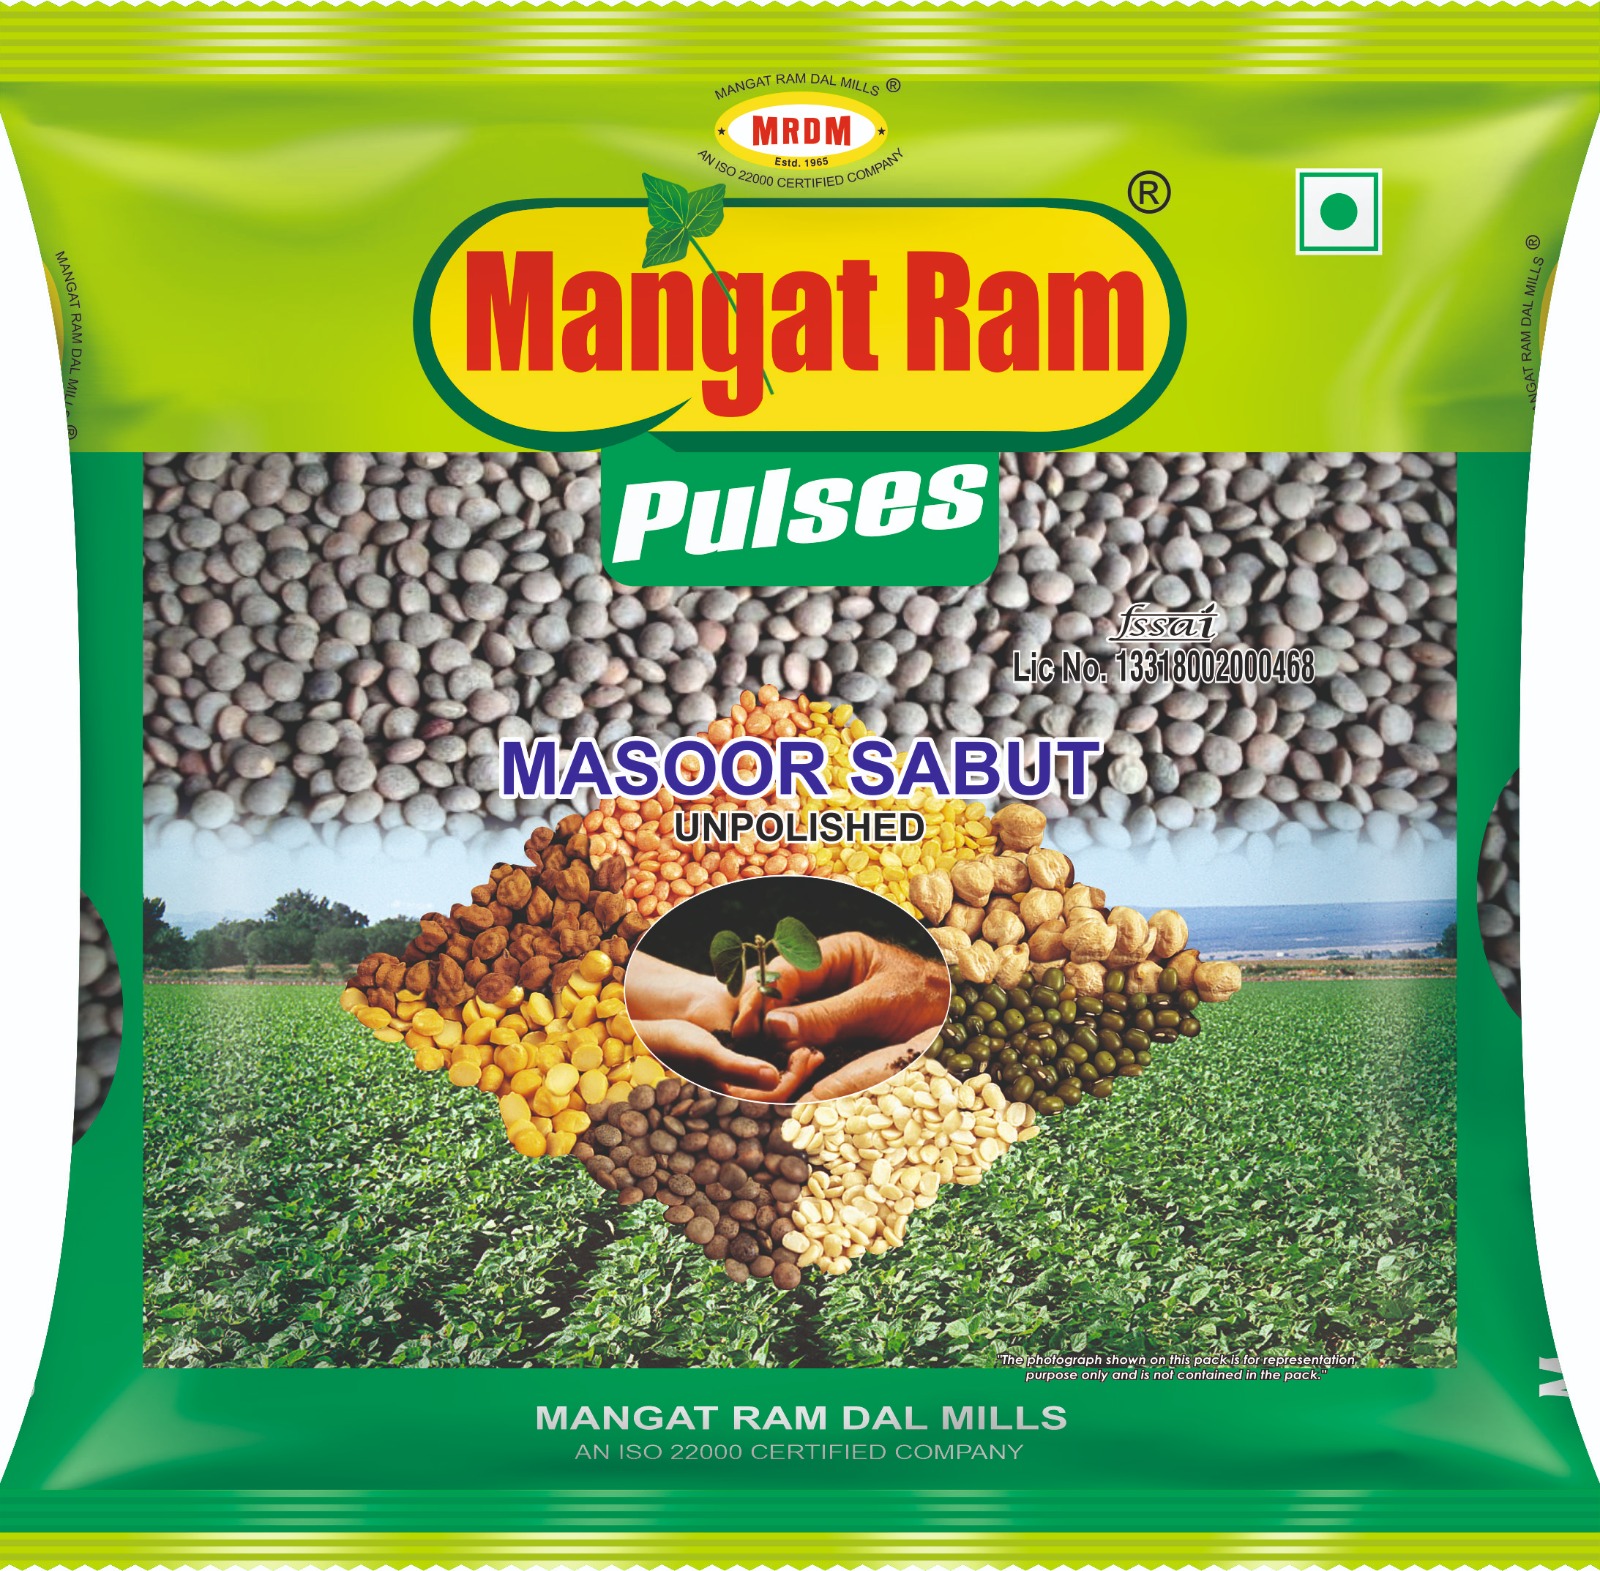 MANGAT RAM DAL MILLS ®
MRDM
Estd. 1965
AN ISO 22000 CERTIFIED COMPANY
®
Mangat Ram
Pulses
fssai
Lic No. 13318002000468
MASOOR SABUT
UNPOLISHED
"The photograph shown on this pack is for representation
purpose only and is not contained in the pack."
MANGAT RAM DAL MILLS
AN ISO 22000 CERTIFIED COMPANY
MANGAT RAM DAL MILLS ®
MANGAT RAM DAL MILLS ®